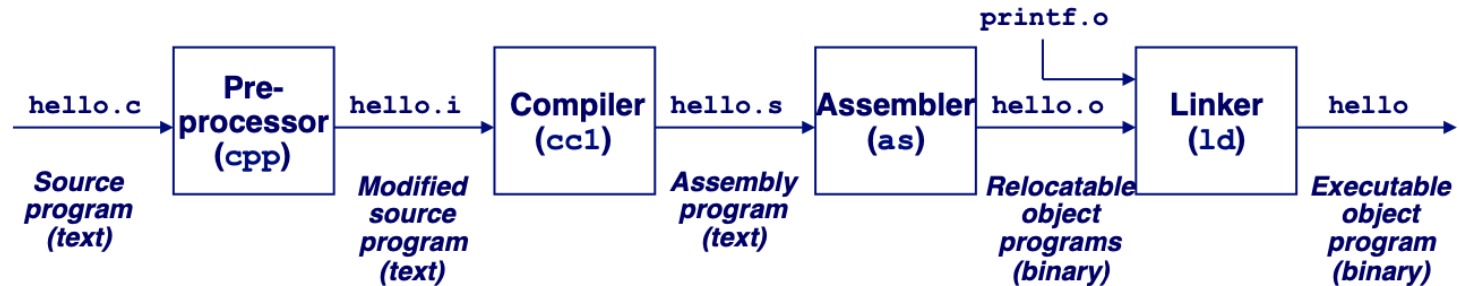 printf.o
hello.c
Pre-
processor
(cpp)
hello.i
Compiler
(cc1)
hello.s
Assembler
(as)
hello.o
Linker
(ld)
hello
Source
program
(text)
Modified
source
program
(text)
Assembly
program
(text)
Relocatable
object
programs
(binary)
Executable
object
program
(binary)